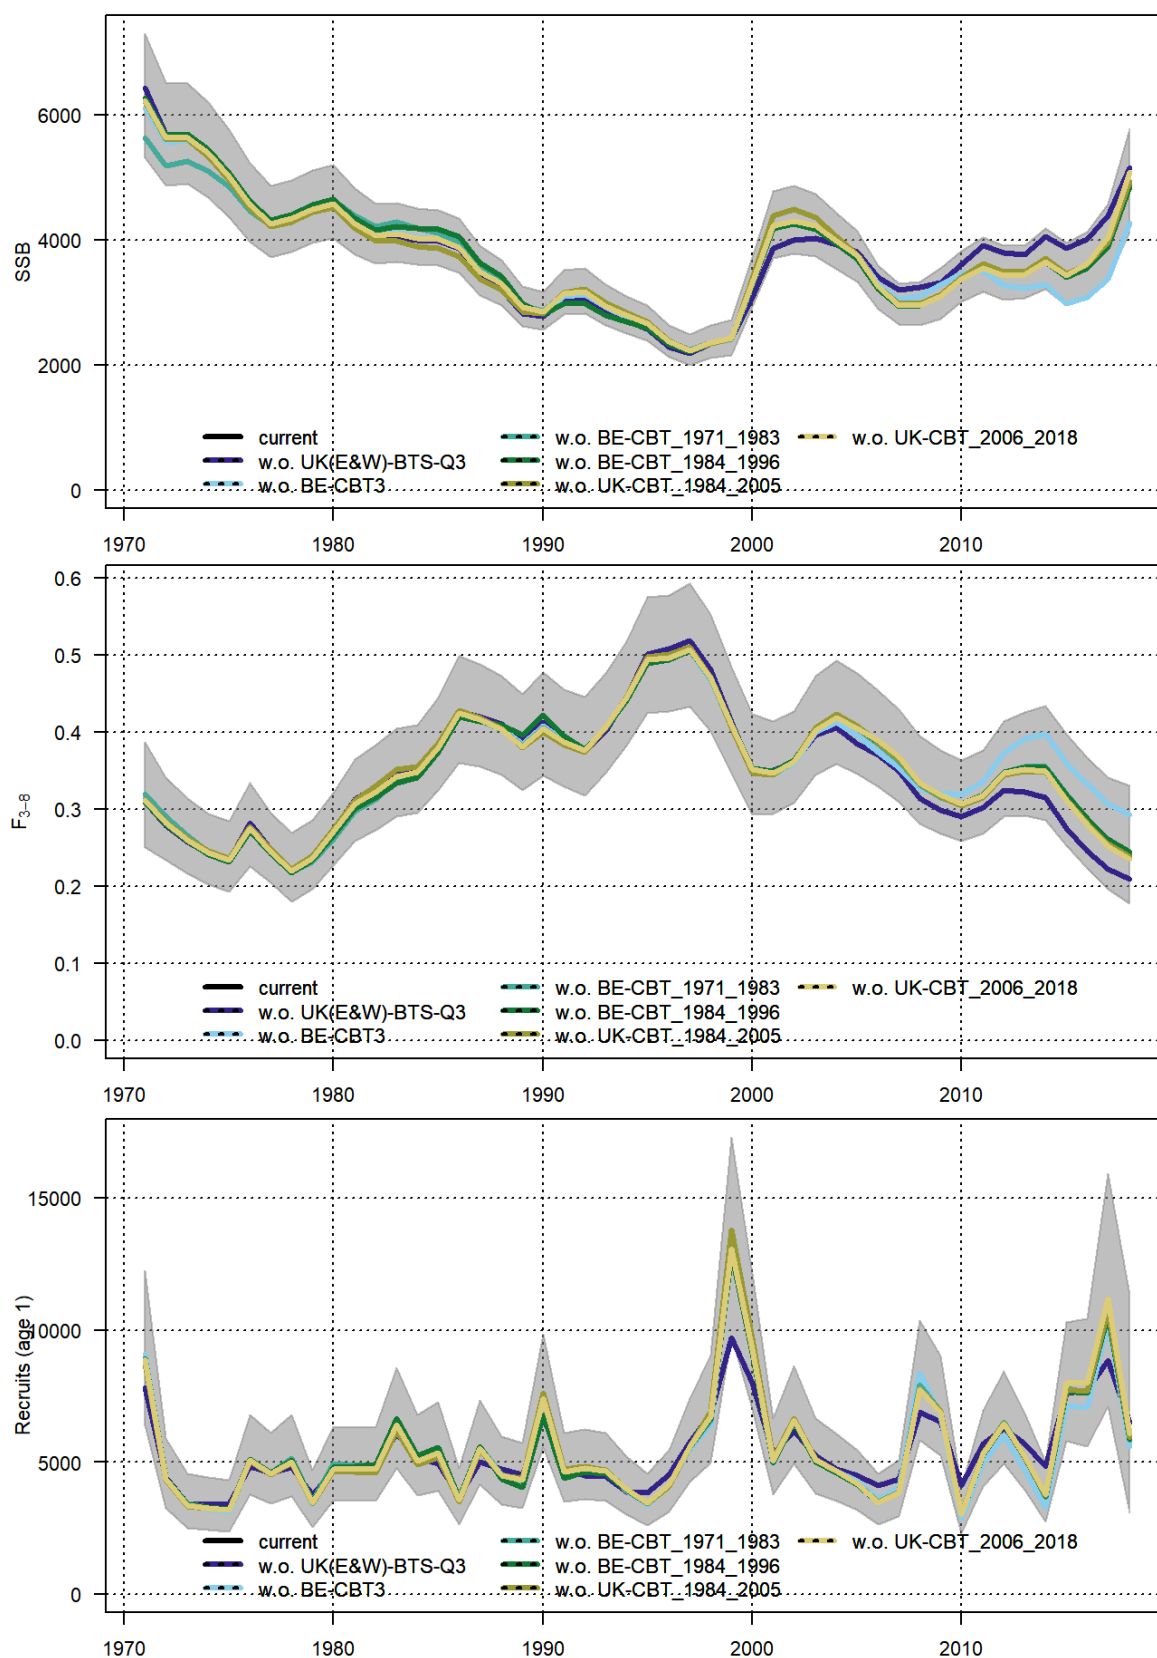 SSB
6000
4000
2000
0
current
w.o. UK(E&W)-BTS-Q3
w.o. BE-CBT3
w.o. BE-CBT_1971_1983
w.o. BE-CBT_1984_1996
w.o. UK-CBT_1984_2005
w.o. UK-CBT_2006_2018
1970 1980 1990 2000 2010
F3–8
0.6
0.5
0.4
0.3
0.2
0.1
0.0
current
w.o. UK(E&W)-BTS-Q3
w.o. BE-CBT3
w.o. BE-CBT_1971_1983
w.o. BE-CBT_1984_1996
w.o. UK-CBT_1984_2005
w.o. UK-CBT_2006_2018
1970 1980 1990 2000 2010
Recruits (age 1)
15000
10000
5000
0
current
w.o. UK(E&W)-BTS-Q3
w.o. BE-CBT3
w.o. BE-CBT_1971_1983
w.o. BE-CBT_1984_1996
w.o. UK-CBT_1984_2005
w.o. UK-CBT_2006_2018
1970 1980 1990 2000 2010